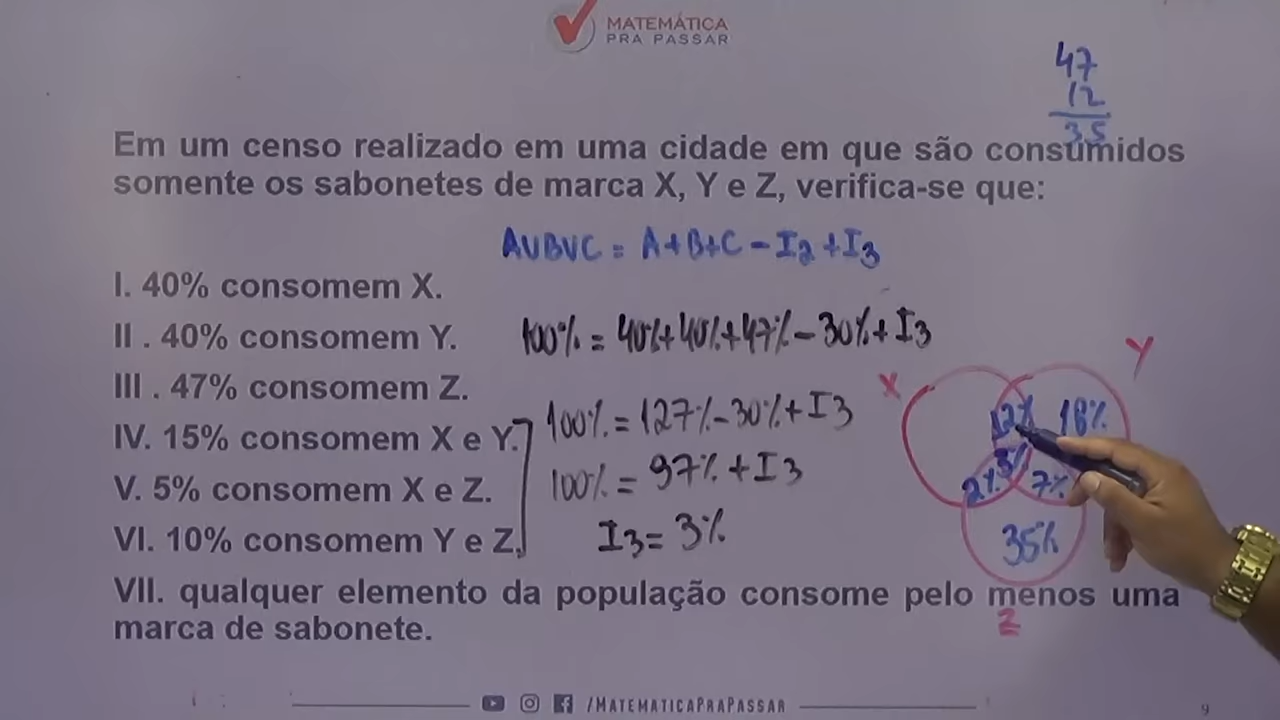 MATEMÁTICA
PRA PASSAR
47
12
35
Em um censo realizado em uma cidade em que são consumidos
somente os sabonetes de marca X, Y e Z, verifica-se que:
AUBUC = A+B+C-I2+I3
I. 40% consomem X.
II . 40% consomem Y.
100% = 40%+40%+47%-30%+I3
III . 47% consomem Z.
100% = 127%-30%+I3
IV. 15% consomem X e Y.
100% = 97% + I3
V. 5% consomem X e Z.
I3 = 3%
VI. 10% consomem Y e Z.
X
Y
12% 18%
3%
2% 7%
35%
VII. qualquer elemento da população consome pelo menos uma
marca de sabonete.
Z
/MATEMATICAPRAPASSAR
9